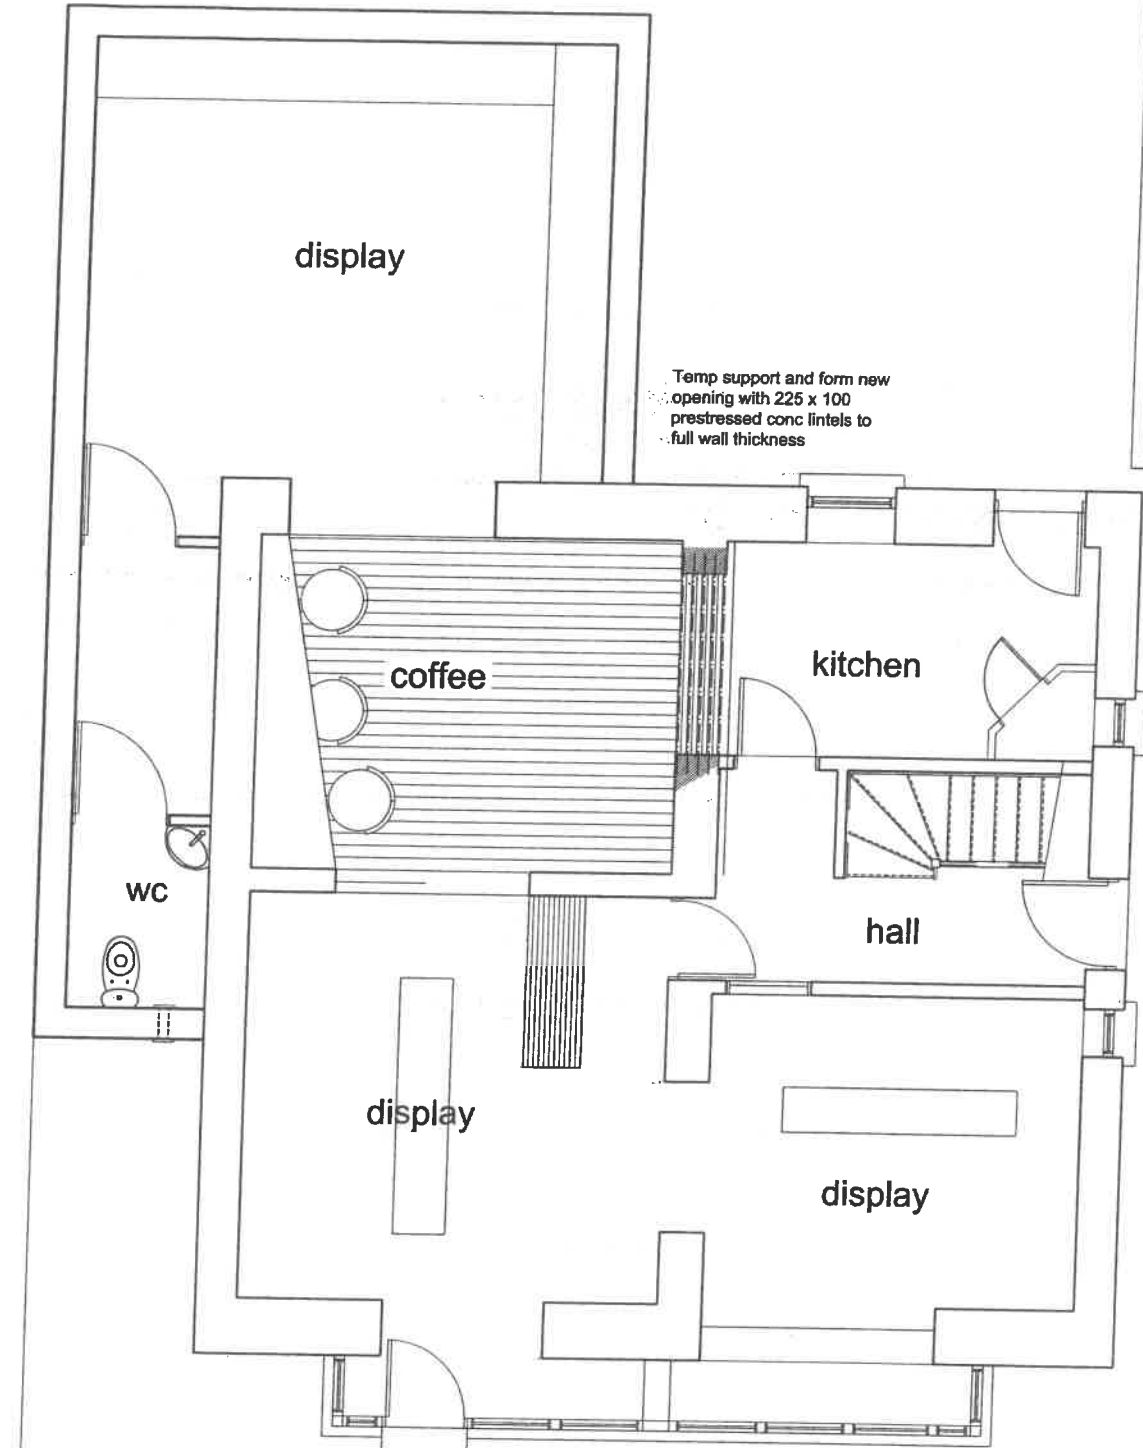 display
Temp support and form new
opening with 225 x 100
prestressed conc lintels to
full wall thickness
coffee
kitchen
wc
hall
display
display